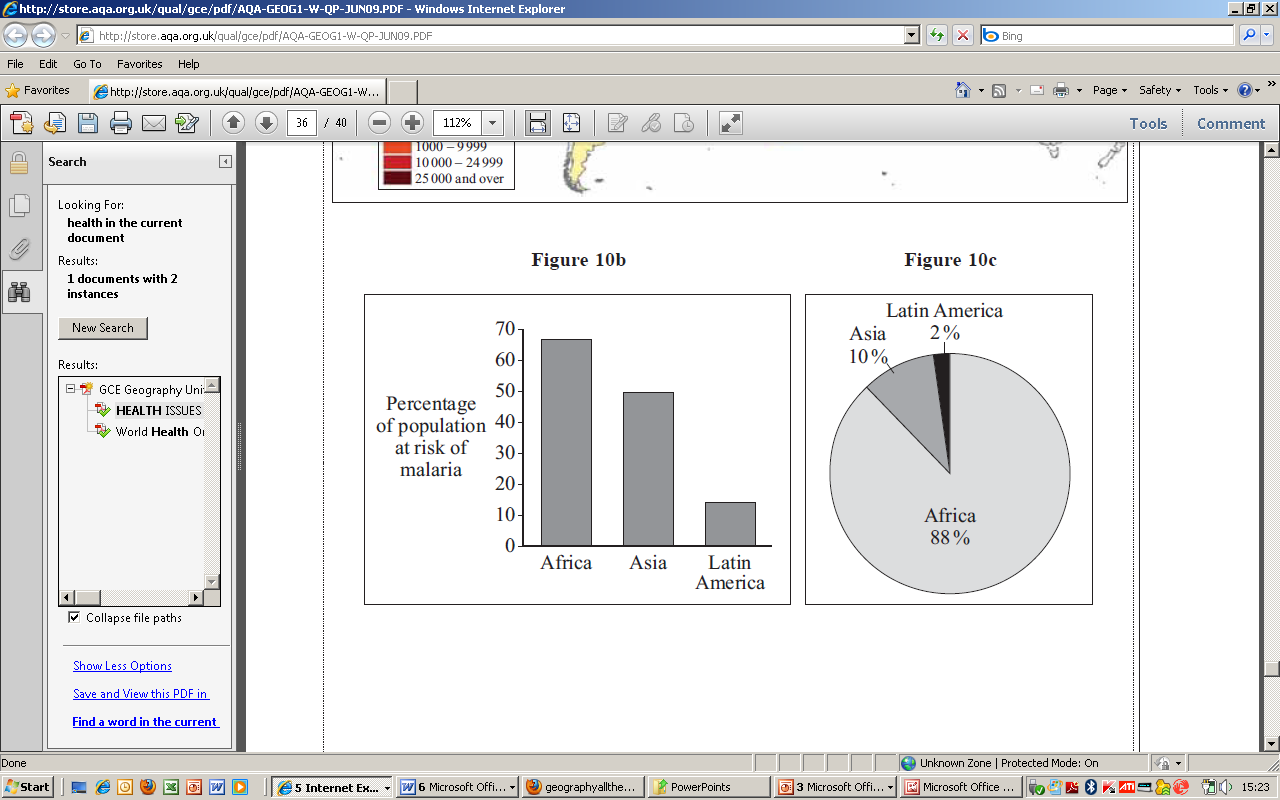 http://store.aqa.org.uk/qual/gce/pdf/AQA-GEOG1-W-QP-JUN09.PDF - Windows Internet Explorer
http://store.aqa.org.uk/qual/gce/pdf/AQA-GEOG1-W-QP-JUN09.PDF
Bing
File Edit Go To Favorites Help
Favorites
http://store.aqa.org.uk/qual/gce/pdf/AQA-GEOG1-W...
Page Safety Tools
36 / 40
112%
Tools
Comment
Search
Looking For:
health in the current
document
Results:
1 documents with 2
instances
New Search
Results:
GCE Geography Uni
HEALTH ISSUES
World Health Or
Collapse file paths
Show Less Options
Save and View this PDF in
Find a word in the current
1000 – 9 999
10 000 – 24 999
25 000 and over
Figure 10b
Percentage
of population
at risk of
malaria
70
60
50
40
30
20
10
0
Africa
Asia
Latin
America
Figure 10c
Latin America
2 %
Asia
10 %
Africa
88 %
Done
Unknown Zone | Protected Mode: On
Start
5 Internet Ex...
6 Microsoft Offi...
geographyallthe...
PowerPoints
3 Microsoft Offi...
Microsoft Office ...
ATI
15:23